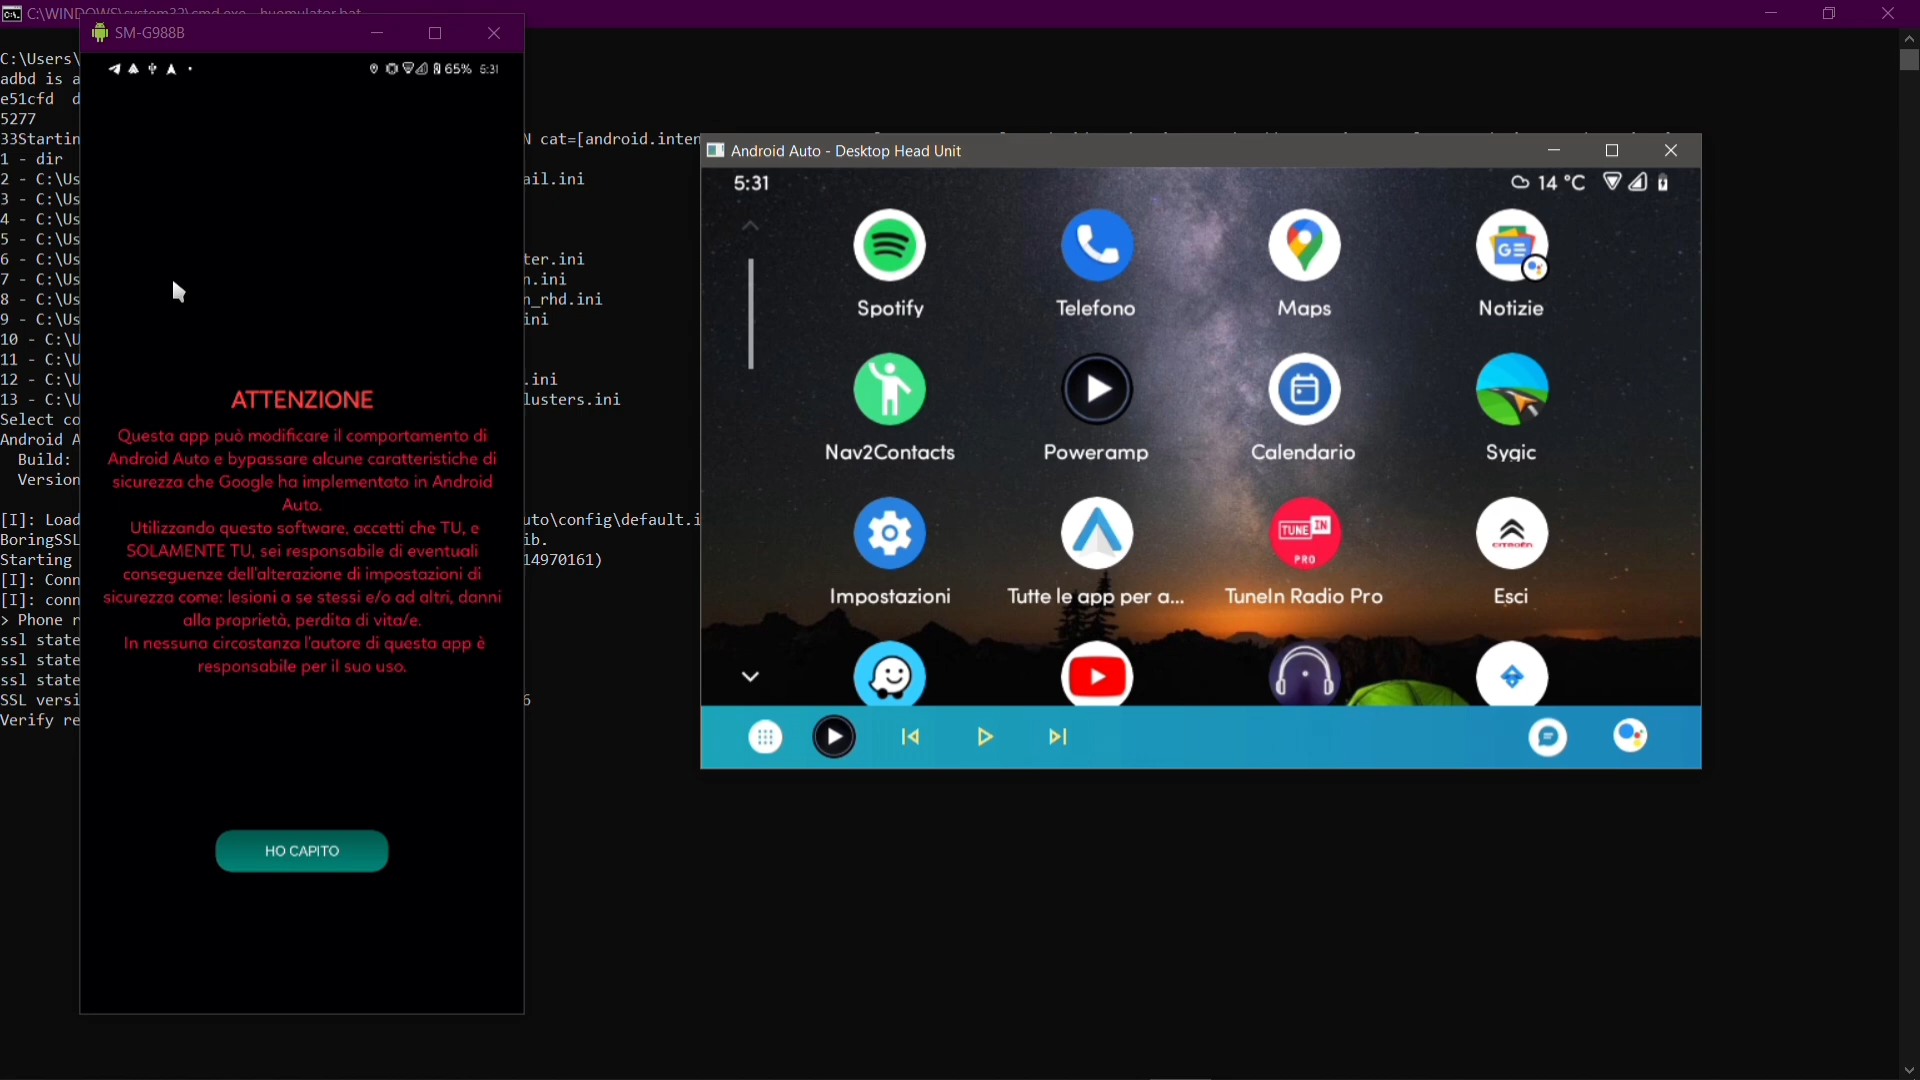 C:\WINDOWS\system32\cmd.exe - huemulator.bat
SM-G988B
65% 5:31
C:\Users\
adbd is a
e51cfd d
5277
33Startin
N cat=[android.inten
1 - dir
2 - C:\Us
ail.ini
3 - C:\Us
4 - C:\Us
5 - C:\Us
6 - C:\Us
ter.ini
7 - C:\Us
n.ini
8 - C:\Us
n_rhd.ini
9 - C:\Us
ini
10 - C:\U
11 - C:\U
12 - C:\U
.ini
13 - C:\U
lusters.ini
Select co
Android A
Build:
Version
[I]: Load
uto\config\default.i
BoringSSL
ib.
Starting
14970161)
[I]: Conn
[I]: conn
> Phone r
ssl state
ssl state
ssl state
SSL versi
6
Verify re
ATTENZIONE
Questa app può modificare il comportamento di
Android Auto e bypassare alcune caratteristiche di
sicurezza che Google ha implementato in Android
Auto.
Utilizzando questo software, accetti che TU, e
SOLAMENTE TU, sei responsabile di eventuali
conseguenze dell'alterazione di impostazioni di
sicurezza come: lesioni a se stessi e/o ad altri, danni
alla proprietà, perdita di vita/e.
In nessuna circostanza l'autore di questa app è
responsabile per il suo uso.
HO CAPITO
Android Auto - Desktop Head Unit
5:31
14 °C
Spotify
Telefono
Maps
GE
Notizie
Nav2Contacts
Poweramp
Calendario
Sygic
TUNE IN
PRO
CITROËN
Impostazioni
Tutte le app per a...
TuneIn Radio Pro
Esci